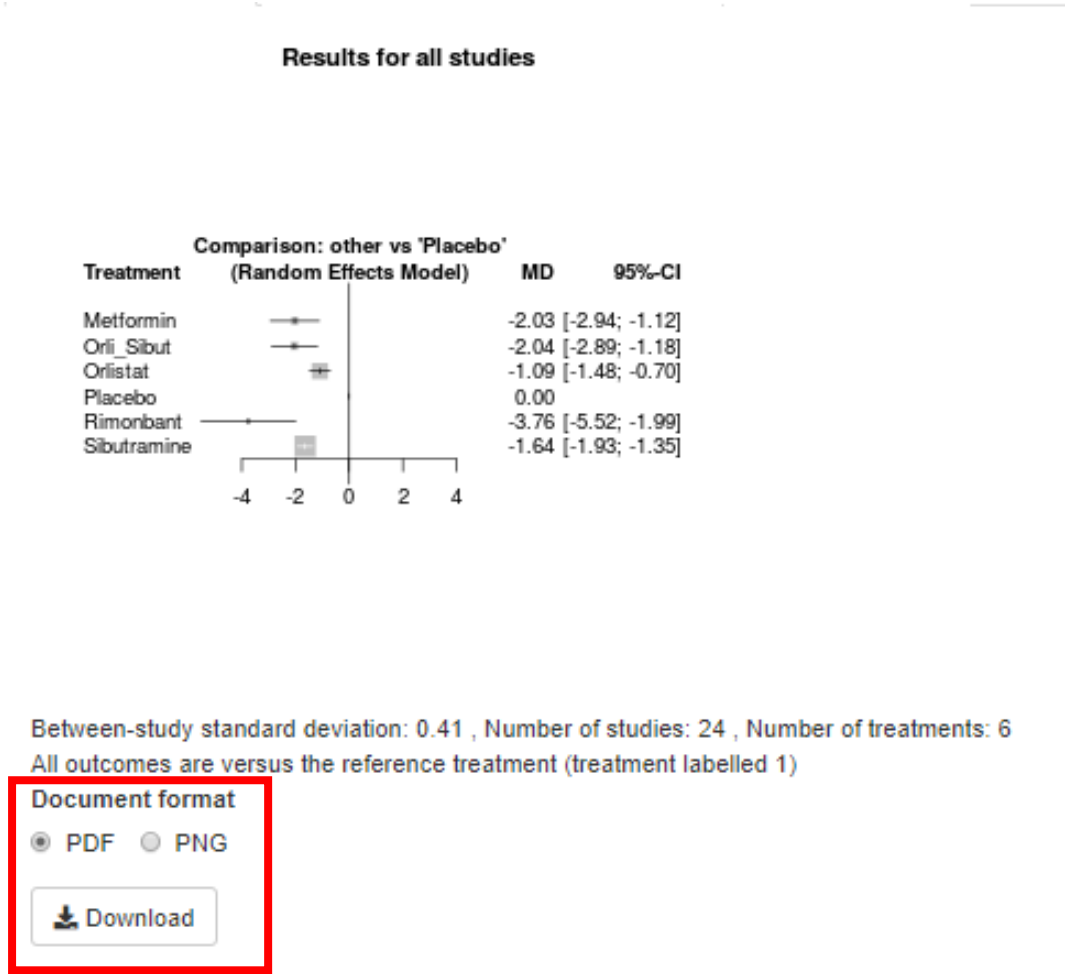 Results for all studies
Comparison: other vs 'Placebo'
Treatment (Random Effects Model) MD 95%-CI
Metformin -2.03 [-2.94; -1.12]
Orli_Sibut -2.04 [-2.89; -1.18]
Orlistat -1.09 [-1.48; -0.70]
Placebo 0.00
Rimonbant -3.76 [-5.52; -1.99]
Sibutramine -1.64 [-1.93; -1.35]
-4 -2 0 2 4
Between-study standard deviation: 0.41 , Number of studies: 24 , Number of treatments: 6
All outcomes are versus the reference treatment (treatment labelled 1)
Document format
PDF PNG
Download